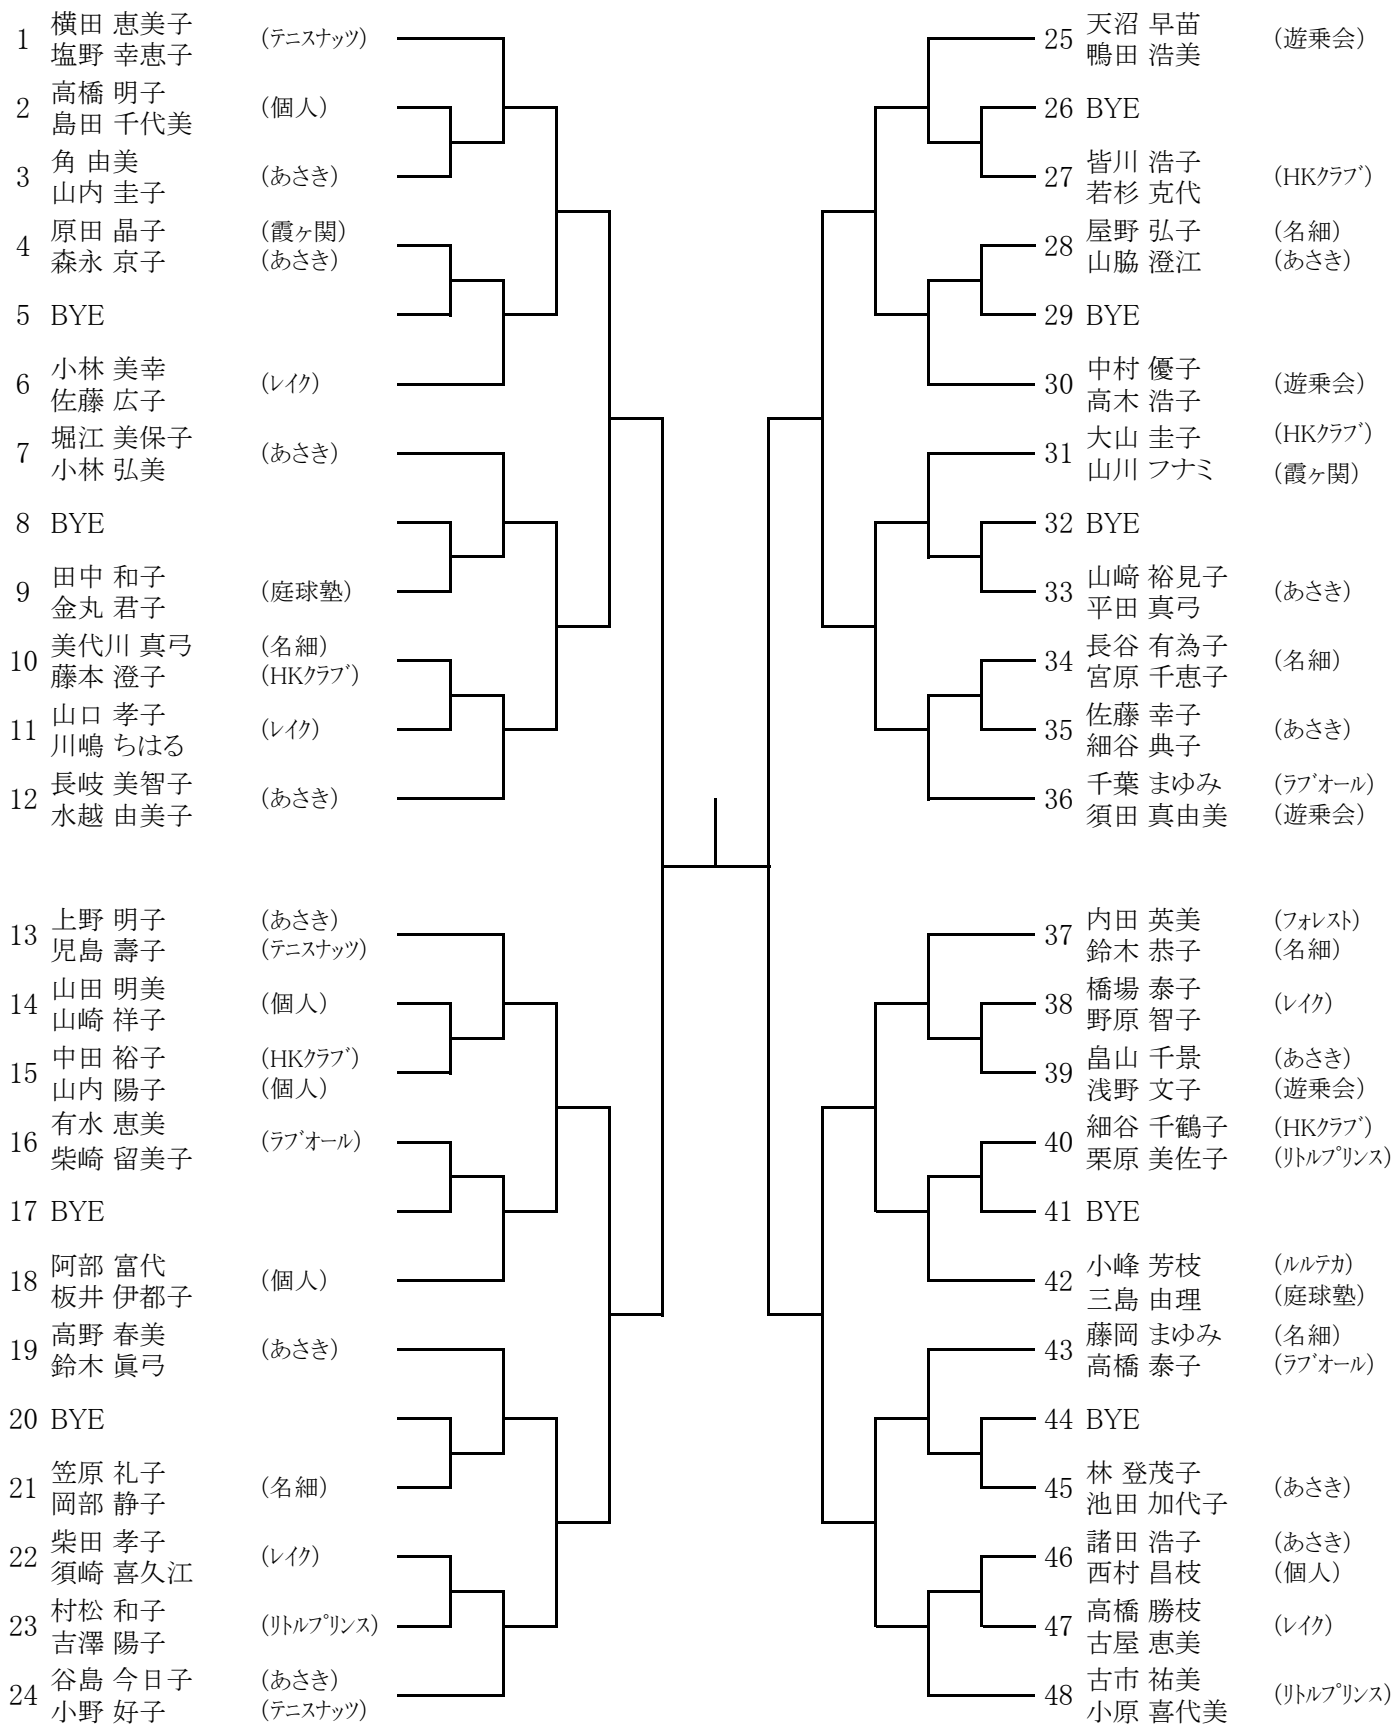 1 横田 恵美子 (テニスナッツ)
塩野 幸恵子
2 高橋 明子 (個人)
島田 千代美
3 角 由美 (あさき)
山内 圭子
4 原田 晶子 (霞ヶ関)
森永 京子 (あさき)
5 BYE
6 小林 美幸 (レイク)
佐藤 広子
7 堀江 美保子 (あさき)
小林 弘美
8 BYE
9 田中 和子 (庭球塾)
金丸 君子
10 美代川 真弓 (名細)
藤本 澄子 (HKクラブ)
11 山口 孝子 (レイク)
川嶋 ちはる
12 長岐 美智子 (あさき)
水越 由美子
13 上野 明子 (あさき)
児島 壽子 (テニスナッツ)
14 山田 明美 (個人)
山崎 祥子
15 中田 裕子 (HKクラブ)
山内 陽子 (個人)
16 有水 恵美 (ラブオール)
柴崎 留美子
17 BYE
18 阿部 富代 (個人)
板井 伊都子
19 高野 春美 (あさき)
鈴木 眞弓
20 BYE
21 笠原 礼子 (名細)
岡部 静子
22 柴田 孝子 (レイク)
須崎 喜久江
23 村松 和子 (リトルプリンス)
吉澤 陽子
24 谷島 今日子 (あさき)
小野 好子 (テニスナッツ)
25 天沼 早苗 (遊乗会)
鴨田 浩美
26 BYE
27 皆川 浩子 (HKクラブ)
若杉 克代
28 屋野 弘子 (名細)
山脇 澄江 (あさき)
29 BYE
30 中村 優子 (遊乗会)
高木 浩子
31 大山 圭子 (HKクラブ)
山川 フナミ (霞ヶ関)
32 BYE
33 山﨑 裕見子 (あさき)
平田 真弓
34 長谷 有為子 (名細)
宮原 千恵子
35 佐藤 幸子 (あさき)
細谷 典子
36 千葉 まゆみ (ラブオール)
須田 真由美 (遊乗会)
37 内田 英美 (フォレスト)
鈴木 恭子 (名細)
38 橋場 泰子 (レイク)
野原 智子
39 畠山 千景 (あさき)
浅野 文子 (遊乗会)
40 細谷 千鶴子 (HKクラブ)
栗原 美佐子 (リトルプリンス)
41 BYE
42 小峰 芳枝 (ルルテカ)
三島 由理 (庭球塾)
43 藤岡 まゆみ (名細)
高橋 泰子 (ラブオール)
44 BYE
45 林 登茂子 (あさき)
池田 加代子
46 諸田 浩子 (あさき)
西村 昌枝 (個人)
47 高橋 勝枝 (レイク)
古屋 恵美
48 古市 祐美 (リトルプリンス)
小原 喜代美